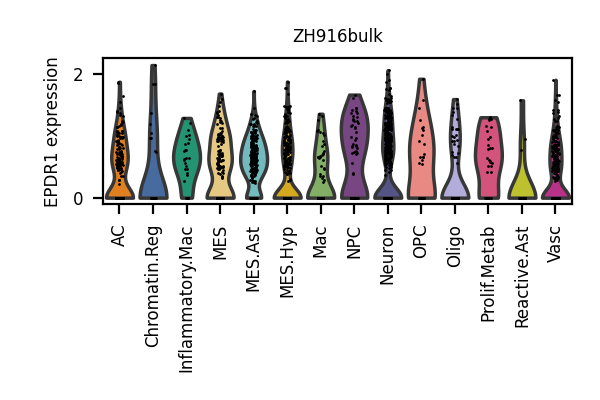 ZH916bulk
EPDR1 expression
2
0
AC
Chromatin.Reg
Inflammatory.Mac
MES
MES.Ast
MES.Hyp
Mac
NPC
Neuron
OPC
Oligo
Prolif.Metab
Reactive.Ast
Vasc